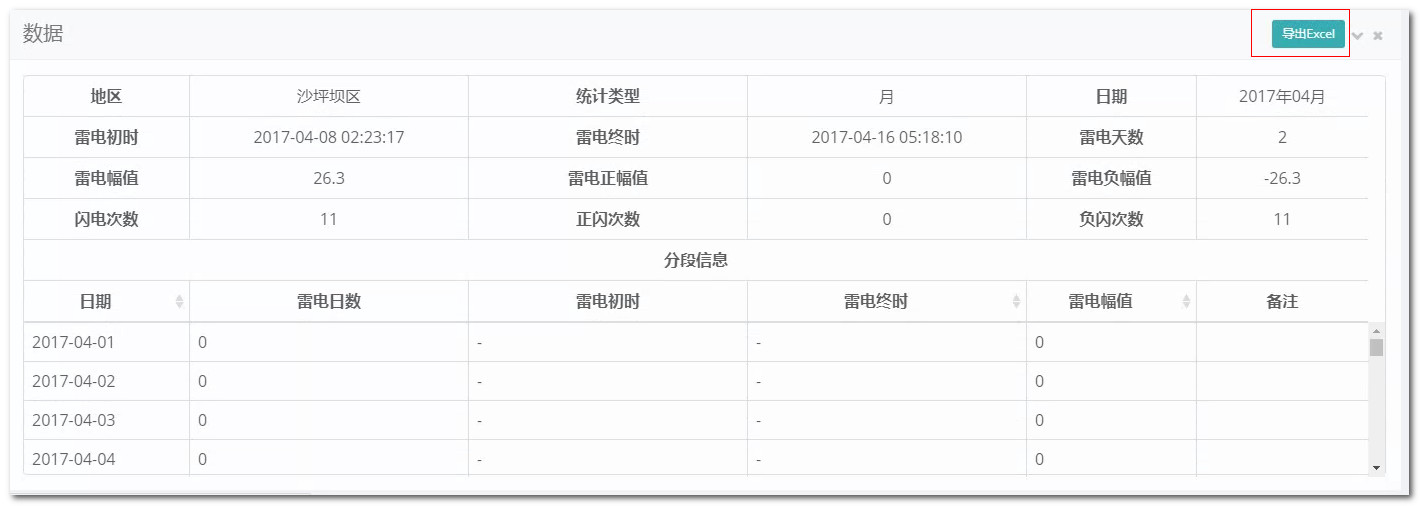 数据 导出Excel
地区 沙坪坝区 统计类型 月 日期 2017年04月
雷电初时 2017-04-08 02:23:17 雷电终时 2017-04-16 05:18:10 雷电天数 2
雷电幅值 26.3 雷电正幅值 0 雷电负幅值 -26.3
闪电次数 11 正闪次数 0 负闪次数 11
分段信息
日期 雷电日数 雷电初时 雷电终时 雷电幅值 备注
2017-04-01 0 - - 0
2017-04-02 0 - - 0
2017-04-03 0 - - 0
2017-04-04 0 - - 0